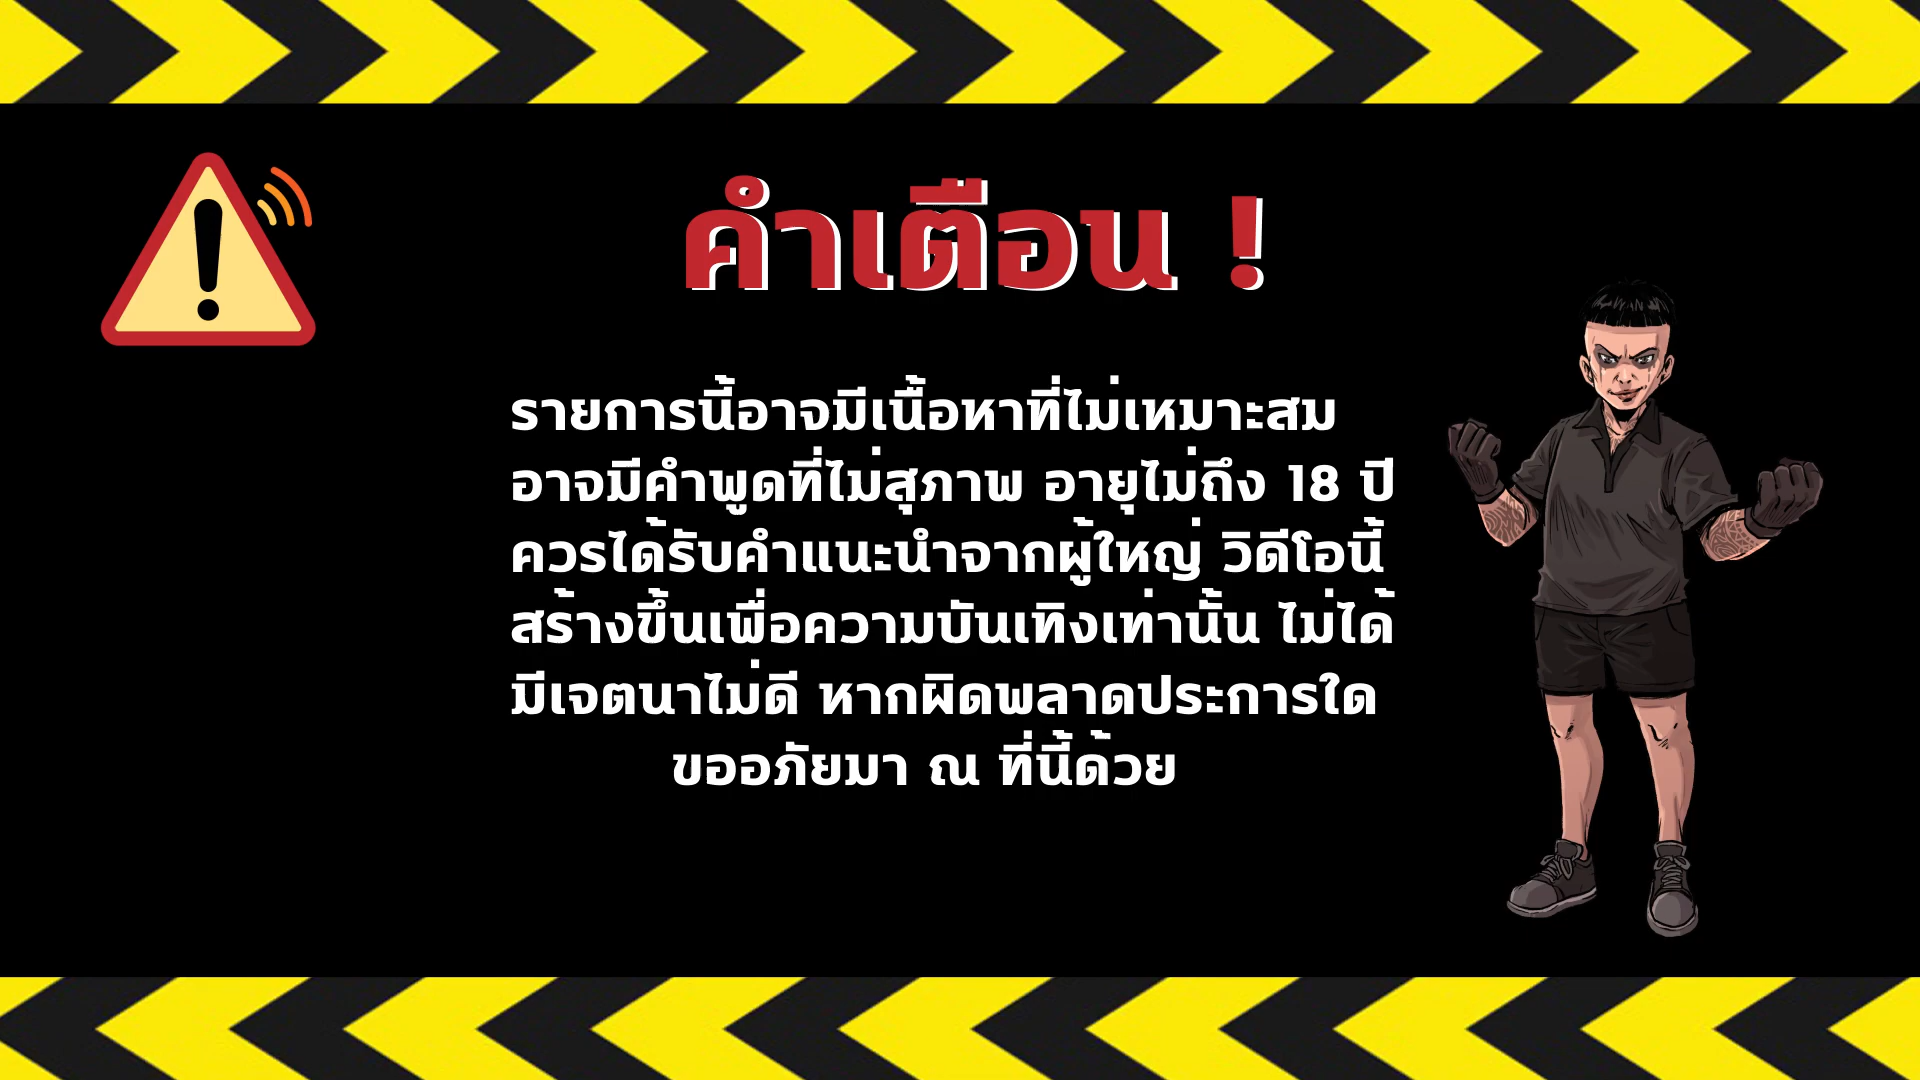 คำเตือน !
รายการนี้อาจมีเนื้อหาที่ไม่เหมาะสม
อาจมีคำพูดที่ไม่สุภาพ อายุไม่ถึง 18 ปี
ควรได้รับคำแนะนำจากผู้ใหญ่ วิดีโอนี้
สร้างขึ้นเพื่อความบันเทิงเท่านั้น ไม่ได้
มีเจตนาไม่ดี หากผิดพลาดประการใด
ขออภัยมา ณ ที่นี้ด้วย